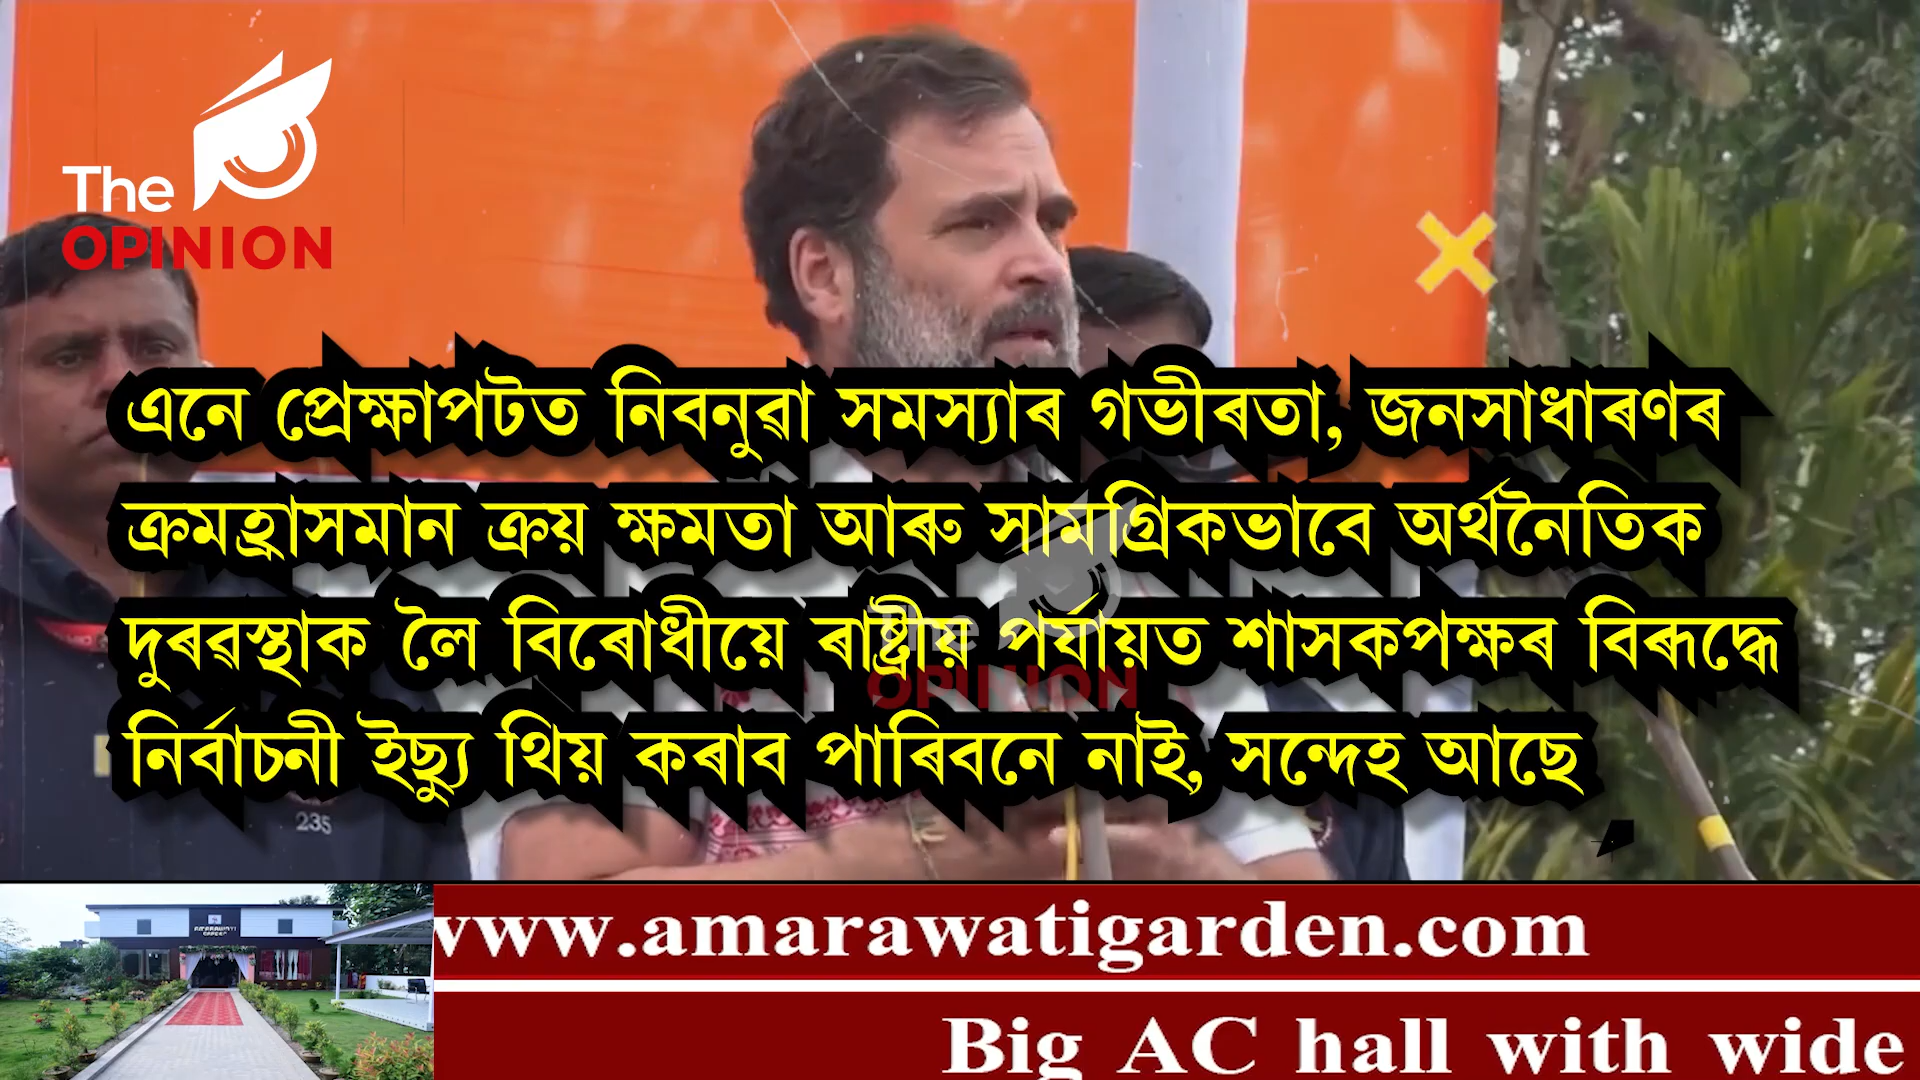 The
OPINION
এনে প্ৰেক্ষাপটত নিবনুৱা সমস্যাৰ গভীৰতা, জনসাধাৰণৰ
ক্ৰমহ্ৰাসমান ক্ৰয় ক্ষমতা আৰু সামগ্ৰিকভাবে অৰ্থনৈতিক
দুৰৱস্থাক লৈ বিৰোধীয়ে ৰাষ্ট্ৰীয় পৰ্যায়ত শাসকপক্ষৰ বিৰূদ্ধে
নিৰ্বাচনী ইছ্যু থিয় কৰাব পাৰিবনে নাই, সন্দেহ আছে
The
OPINION
235
www.amarawatigarden.com
Big AC hall with wide